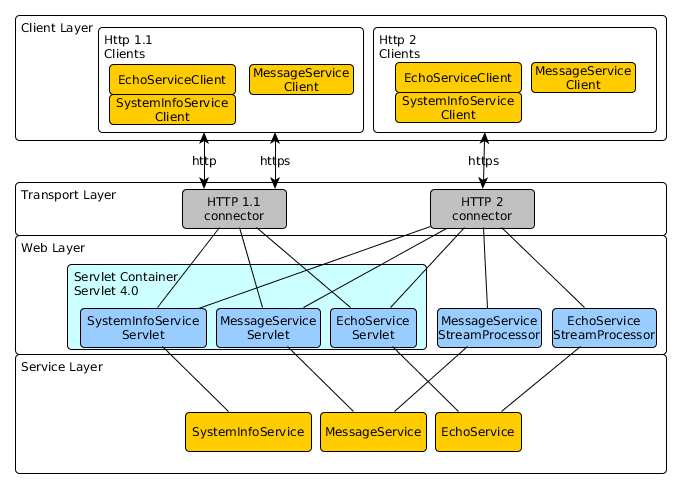 Client Layer
Http 1.1
Clients
EchoServiceClient
SystemInfoService
Client
MessageService
Client
Http 2
Clients
EchoServiceClient
SystemInfoService
Client
MessageService
Client
http
https
https
Transport Layer
HTTP 1.1
connector
HTTP 2
connector
Web Layer
Servlet Container
Servlet 4.0
SystemInfoService
Servlet
MessageService
Servlet
EchoService
Servlet
MessageService
StreamProcessor
EchoService
StreamProcessor
Service Layer
SystemInfoService
MessageService
EchoService